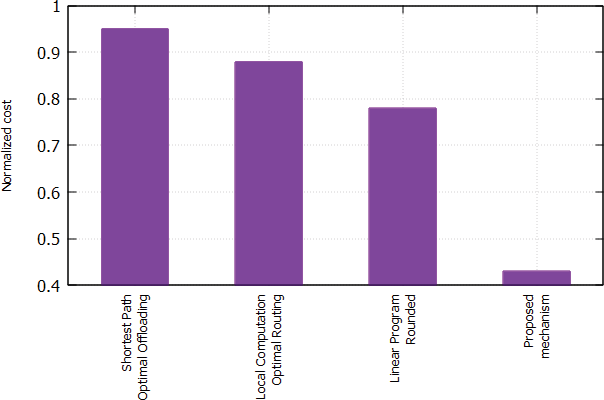 Normalized cost
1
0.9
0.8
0.7
0.6
0.5
0.4
Shortest Path
Optimal Offloading
Local Computation
Optimal Routing
Linear Program
Rounded
Proposed
mechanism